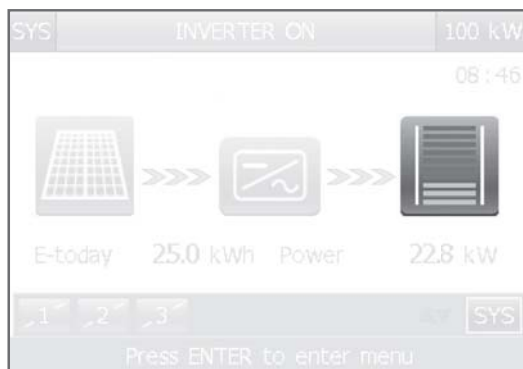 SYS INVERTER ON 100 kW
08:46
E-today 25.0 kWh Power 22.8 kW
1 2 3 SYS
Press ENTER to enter menu